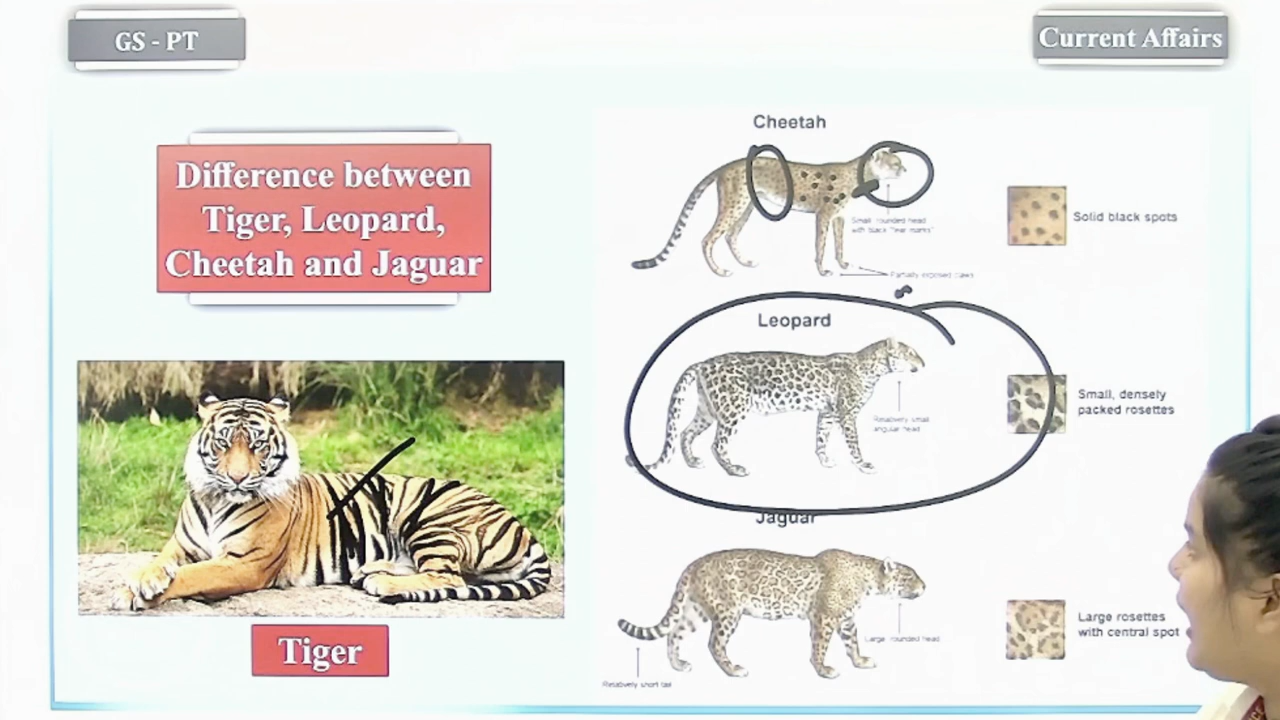 GS - PT
Current Affairs
Difference between
Tiger, Leopard,
Cheetah and Jaguar
Cheetah
Small rounded head
with black "tear marks"
Partially exposed claws
Solid black spots
Leopard
Relatively small
angular head
Small, densely
packed rosettes
Jaguar
Large rounded head
Relatively short tail
Large rosettes
with central spot
Tiger